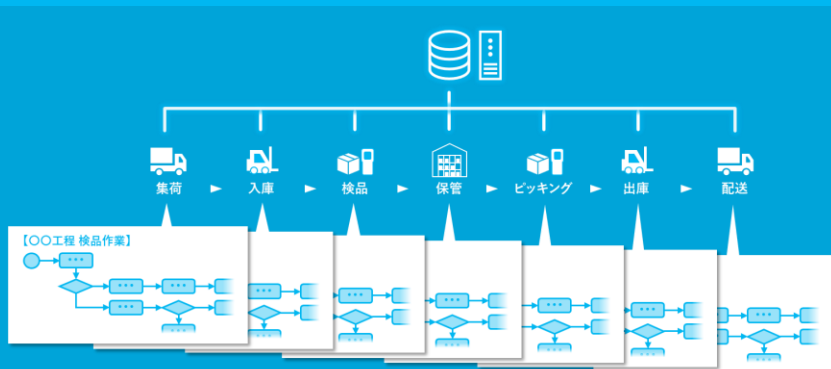 集荷
入庫
検品
保管
ピッキング
出庫
配送
【〇〇工程 検品作業】